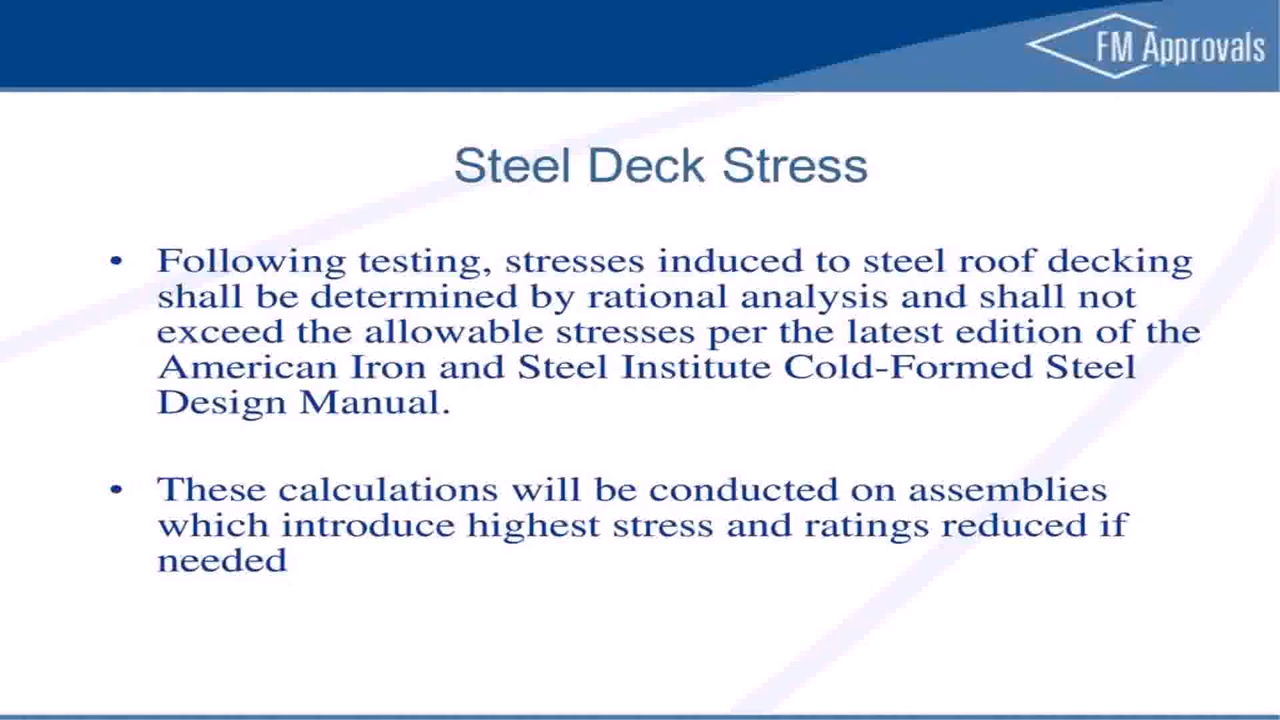 FM Approvals
Steel Deck Stress
• Following testing, stresses induced to steel roof decking
shall be determined by rational analysis and shall not
exceed the allowable stresses per the latest edition of the
American Iron and Steel Institute Cold-Formed Steel
Design Manual.
• These calculations will be conducted on assemblies
which introduce highest stress and ratings reduced if
needed